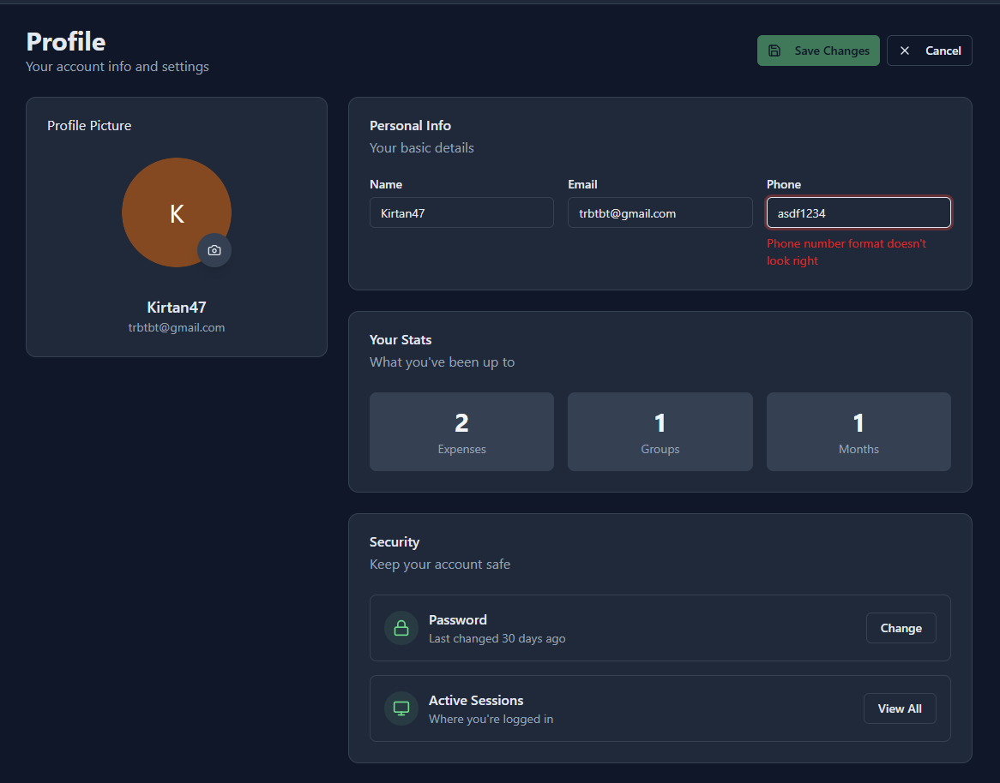 Profile
Your account info and settings
Save Changes
Cancel
Profile Picture
K
Kirtan47
trbtbt@gmail.com
Personal Info
Your basic details
Name
Email
Phone
Kirtan47
trbtbt@gmail.com
asdf1234
Phone number format doesn't
look right
Your Stats
What you've been up to
2
Expenses
1
Groups
1
Months
Security
Keep your account safe
Password
Last changed 30 days ago
Change
Active Sessions
Where you're logged in
View All